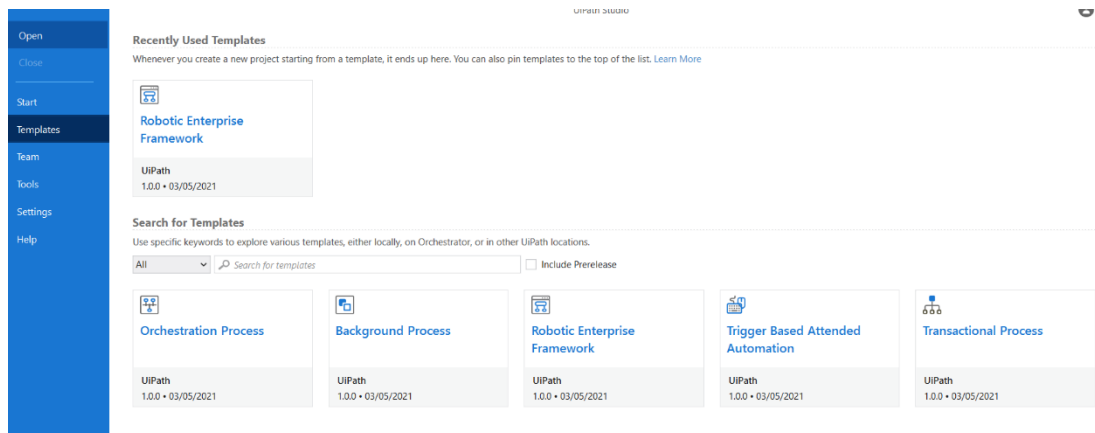 UiPath Studio
Open
Close
Start
Templates
Team
Tools
Settings
Help
Recently Used Templates
Whenever you create a new project starting from a template, it ends up here. You can also pin templates to the top of the list. Learn More
Robotic Enterprise
Framework
UiPath
1.0.0 • 03/05/2021
Search for Templates
Use specific keywords to explore various templates, either locally, on Orchestrator, or in other UiPath locations.
All
Search for templates
Include Prerelease
Orchestration Process
UiPath
1.0.0 • 03/05/2021
Background Process
UiPath
1.0.0 • 03/05/2021
Robotic Enterprise
Framework
UiPath
1.0.0 • 03/05/2021
Trigger Based Attended
Automation
UiPath
1.0.0 • 03/05/2021
Transactional Process
UiPath
1.0.0 • 03/05/2021